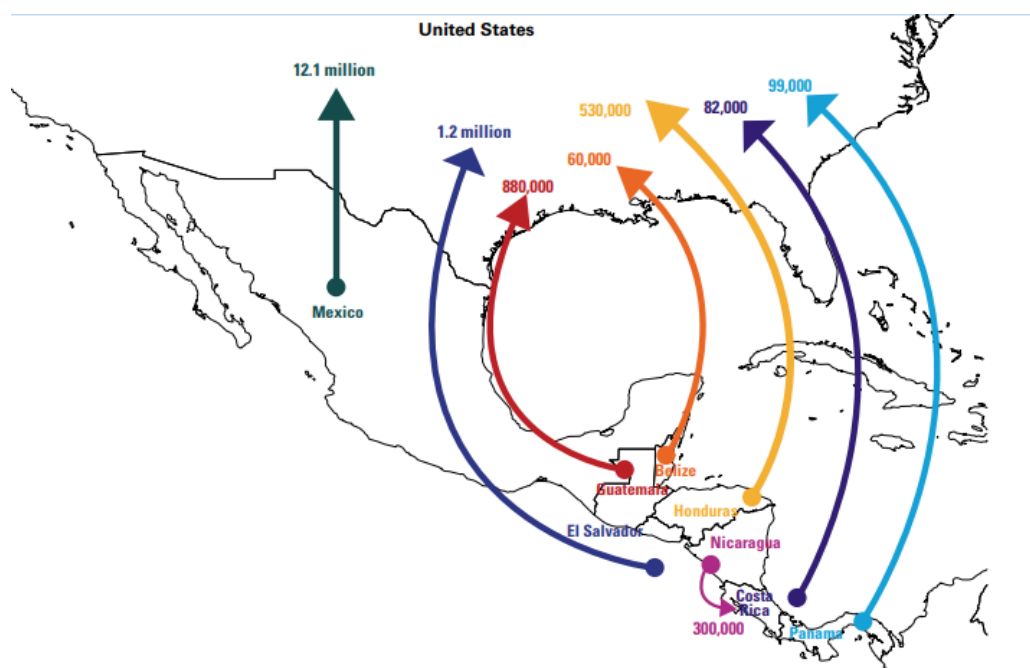 United States
12.1 million
99,000
530,000
82,000
1.2 million
60,000
880,000
Mexico
Belize
Guatemala
Honduras
El Salvador
Nicaragua
Costa
Rica
300,000
Panama